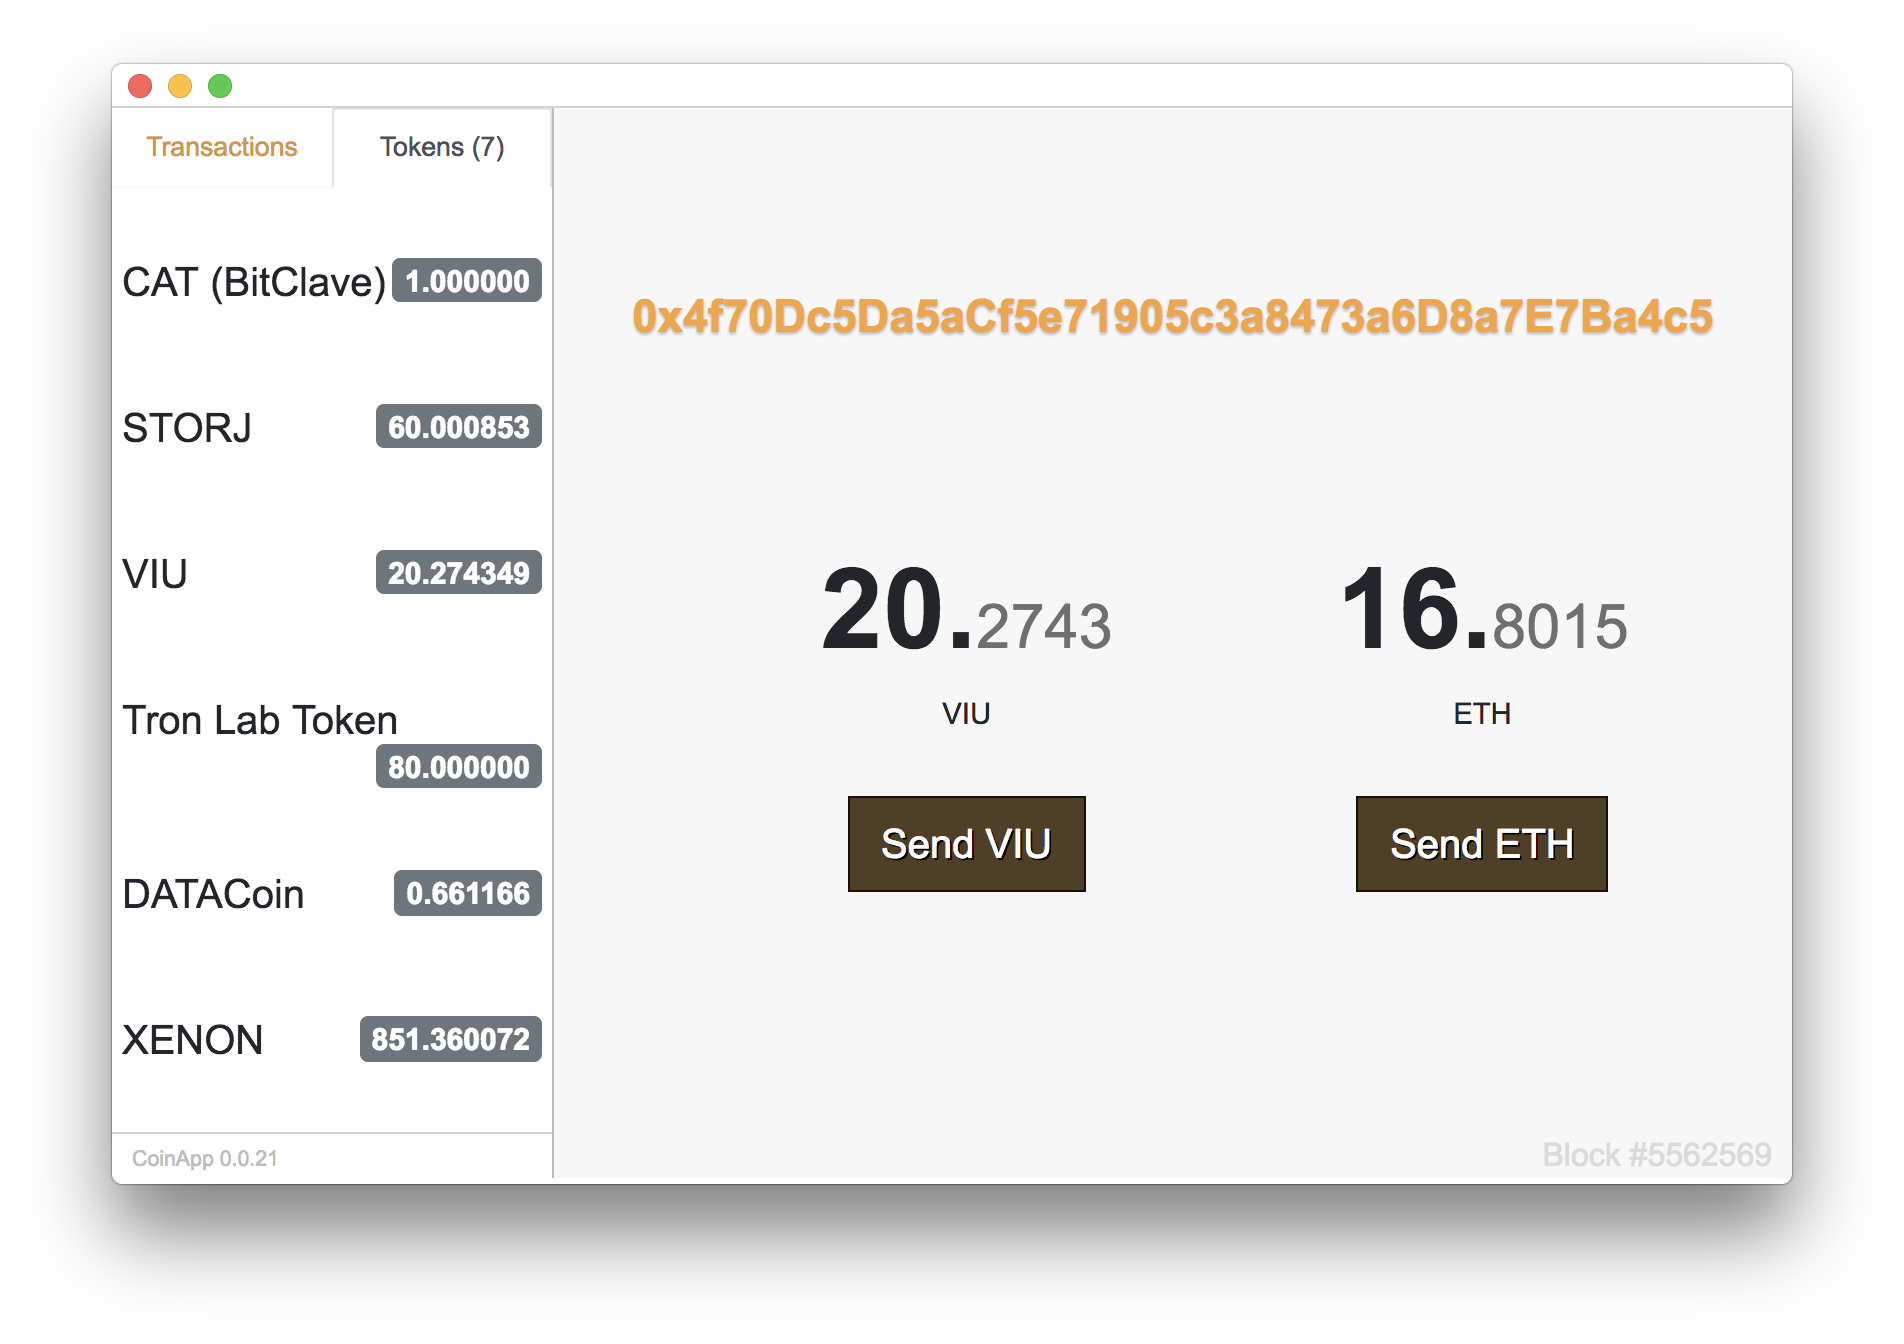 Transactions
Tokens (7)
CAT (BitClave) 1.000000
STORJ 60.000853
VIU 20.274349
Tron Lab Token
80.000000
DATACoin 0.661166
XENON 851.360072
CoinApp 0.0.21
0x4f70Dc5Da5aCf5e71905c3a8473a6D8a7E7Ba4c5
20.2743
VIU
Send VIU
16.8015
ETH
Send ETH
Block #5562569